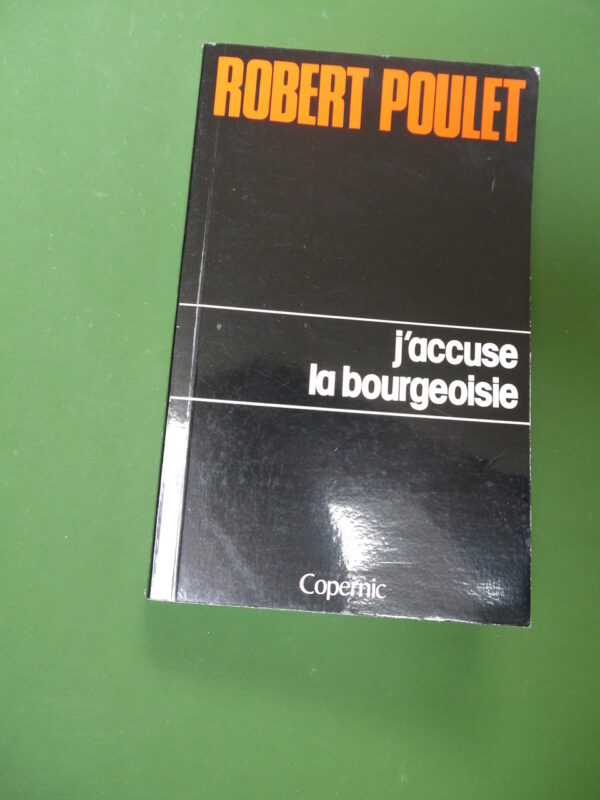 ROBERT POULET
j'accuse
la bourgeoisie
Copernic